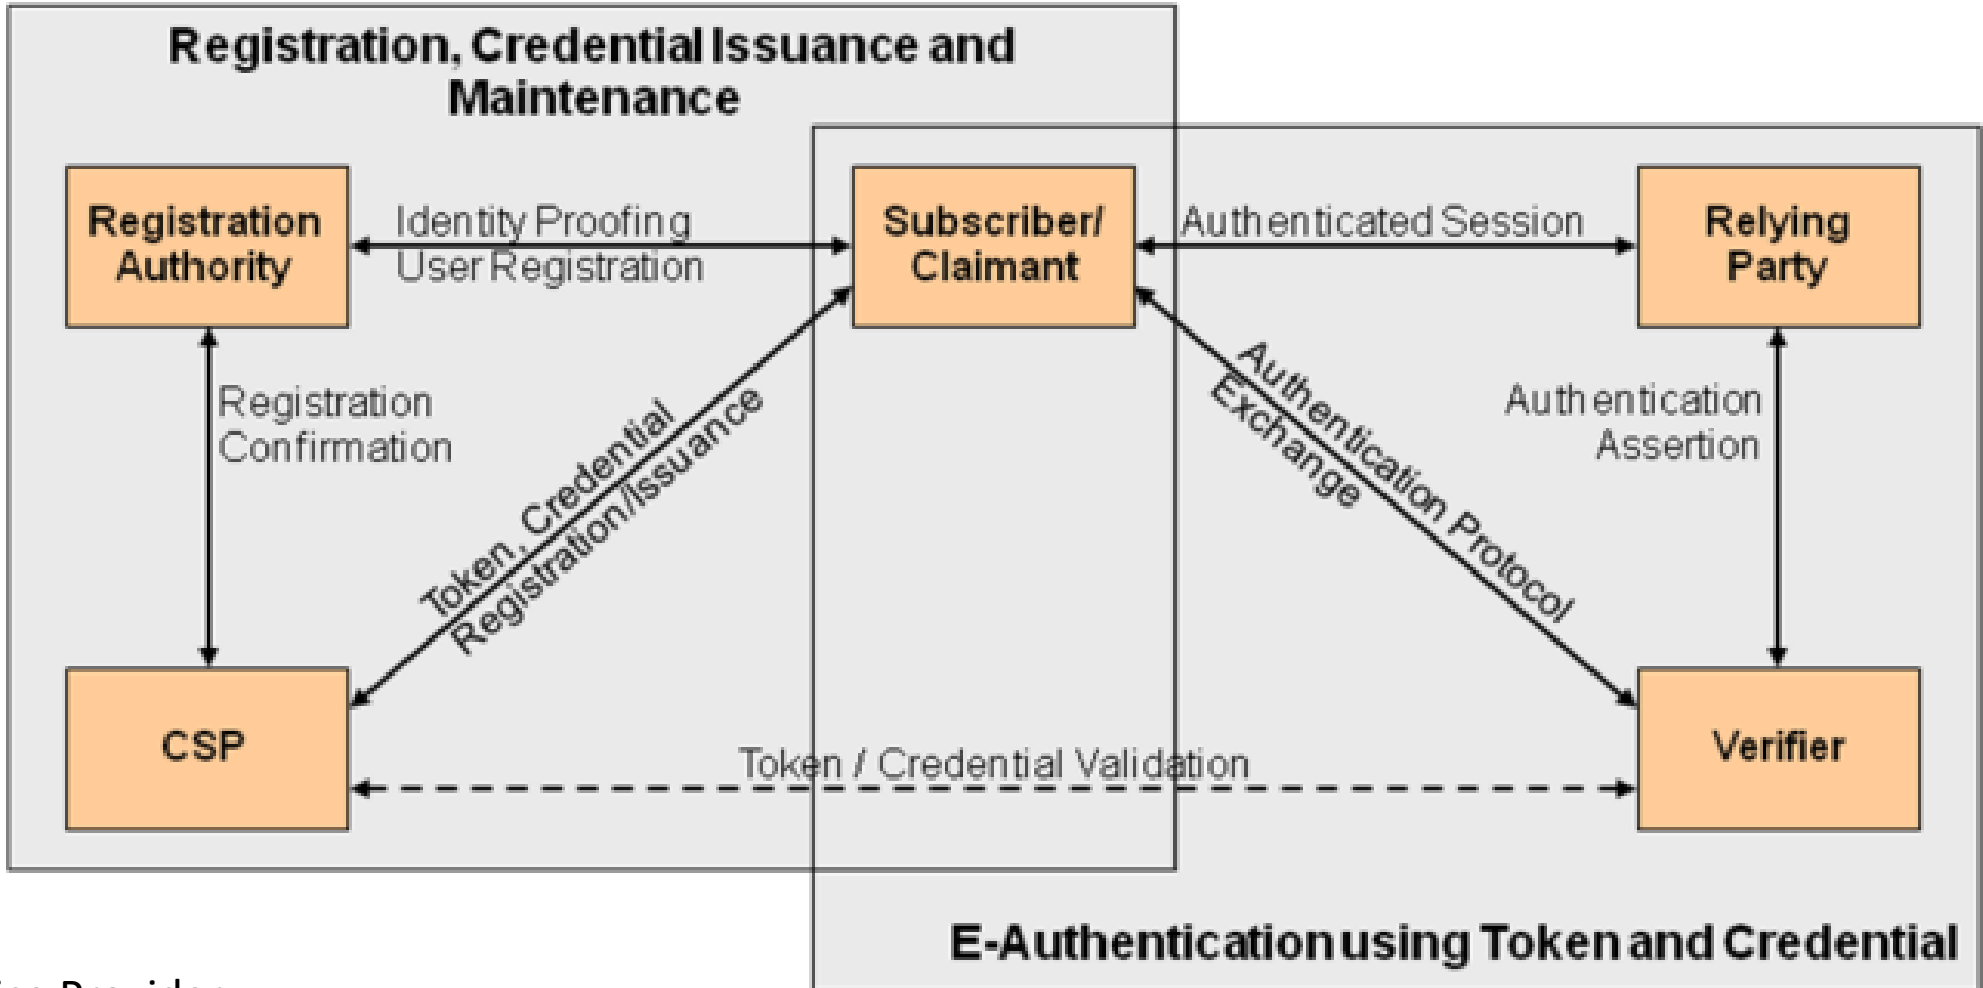 Registration, Credential Issuance and
Maintenance
Registration
Authority
Identity Proofing
User Registration
Subscriber/
Claimant
Authenticated Session
Relying
Party
Registration
Confirmation
Token, Credential
Registration/Issuance
Authentication Protocol
Exchange
Authentication
Assertion
CSP
Token / Credential Validation
Verifier
E-Authentication using Token and Credential